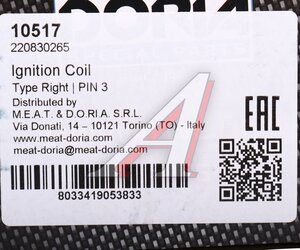 DORIA
10517
220830265
Ignition Coil
Type Right | PIN 3
Distributed by
M.E.A.T. & D.O.R.I.A. S.R.L.
Via Donati, 14 – 10121 Torino (TO) - Italy
www.meat-doria.com
meat-doria@meat-doria.com
EAC
8033419053833